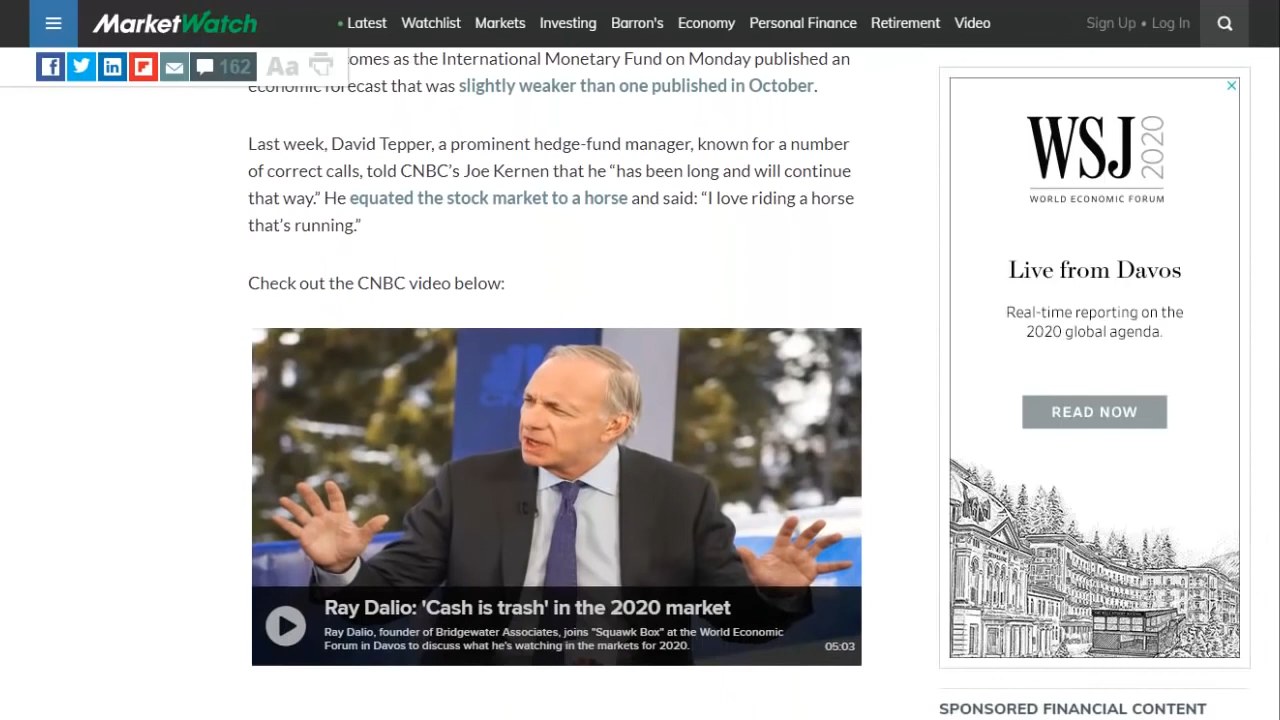 MarketWatch
• Latest Watchlist Markets Investing Barron's Economy Personal Finance Retirement Video
Sign Up • Log In
162
Aa
omes as the International Monetary Fund on Monday published an
economic forecast that was slightly weaker than one published in October.
Last week, David Tepper, a prominent hedge-fund manager, known for a number
of correct calls, told CNBC’s Joe Kernen that he “has been long and will continue
that way.” He equated the stock market to a horse and said: “I love riding a horse
that’s running.”
Check out the CNBC video below:
Ray Dalio: 'Cash is trash' in the 2020 market
Ray Dalio, founder of Bridgewater Associates, joins "Squawk Box" at the World Economic
Forum in Davos to discuss what he's watching in the markets for 2020.
05:03
WSJ 2020
WORLD ECONOMIC FORUM
Live from Davos
Real-time reporting on the
2020 global agenda.
READ NOW
SPONSORED FINANCIAL CONTENT